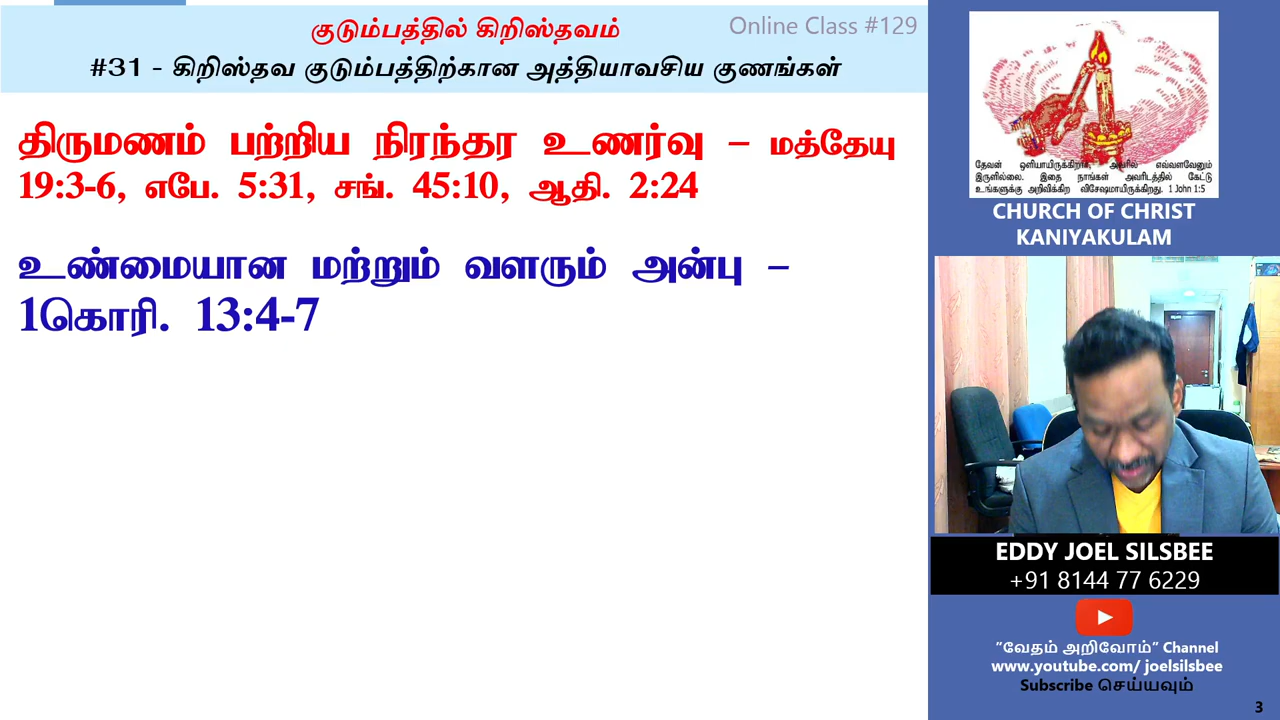 குடும்பத்தில் கிறிஸ்தவம்
Online Class #129
#31 - கிறிஸ்தவ குடும்பத்திற்கான அத்தியாவசிய குணங்கள்
திருமணம் பற்றிய நிரந்தர உணர்வு – மத்தேயு
19:3-6, எபே. 5:31, சங். 45:10, ஆதி. 2:24
உண்மையான மற்றும் வளரும் அன்பு –
1கொரி. 13:4-7
தேவன் ஒளியாயிருக்கிறார், அவரில் எவ்வளவேனும்
இருளில்லை. இதை நாங்கள் அவரிடத்தில் கேட்டு
உங்களுக்கு அறிவிக்கிற விசேஷமாயிருக்கிறது. 1 John 1:5
CHURCH OF CHRIST
KANIYAKULAM
EDDY JOEL SILSBEE
+91 8144 77 6229
"வேதம் அறிவோம்" Channel
www.youtube.com/ joelsilsbee
Subscribe செய்யவும்
3